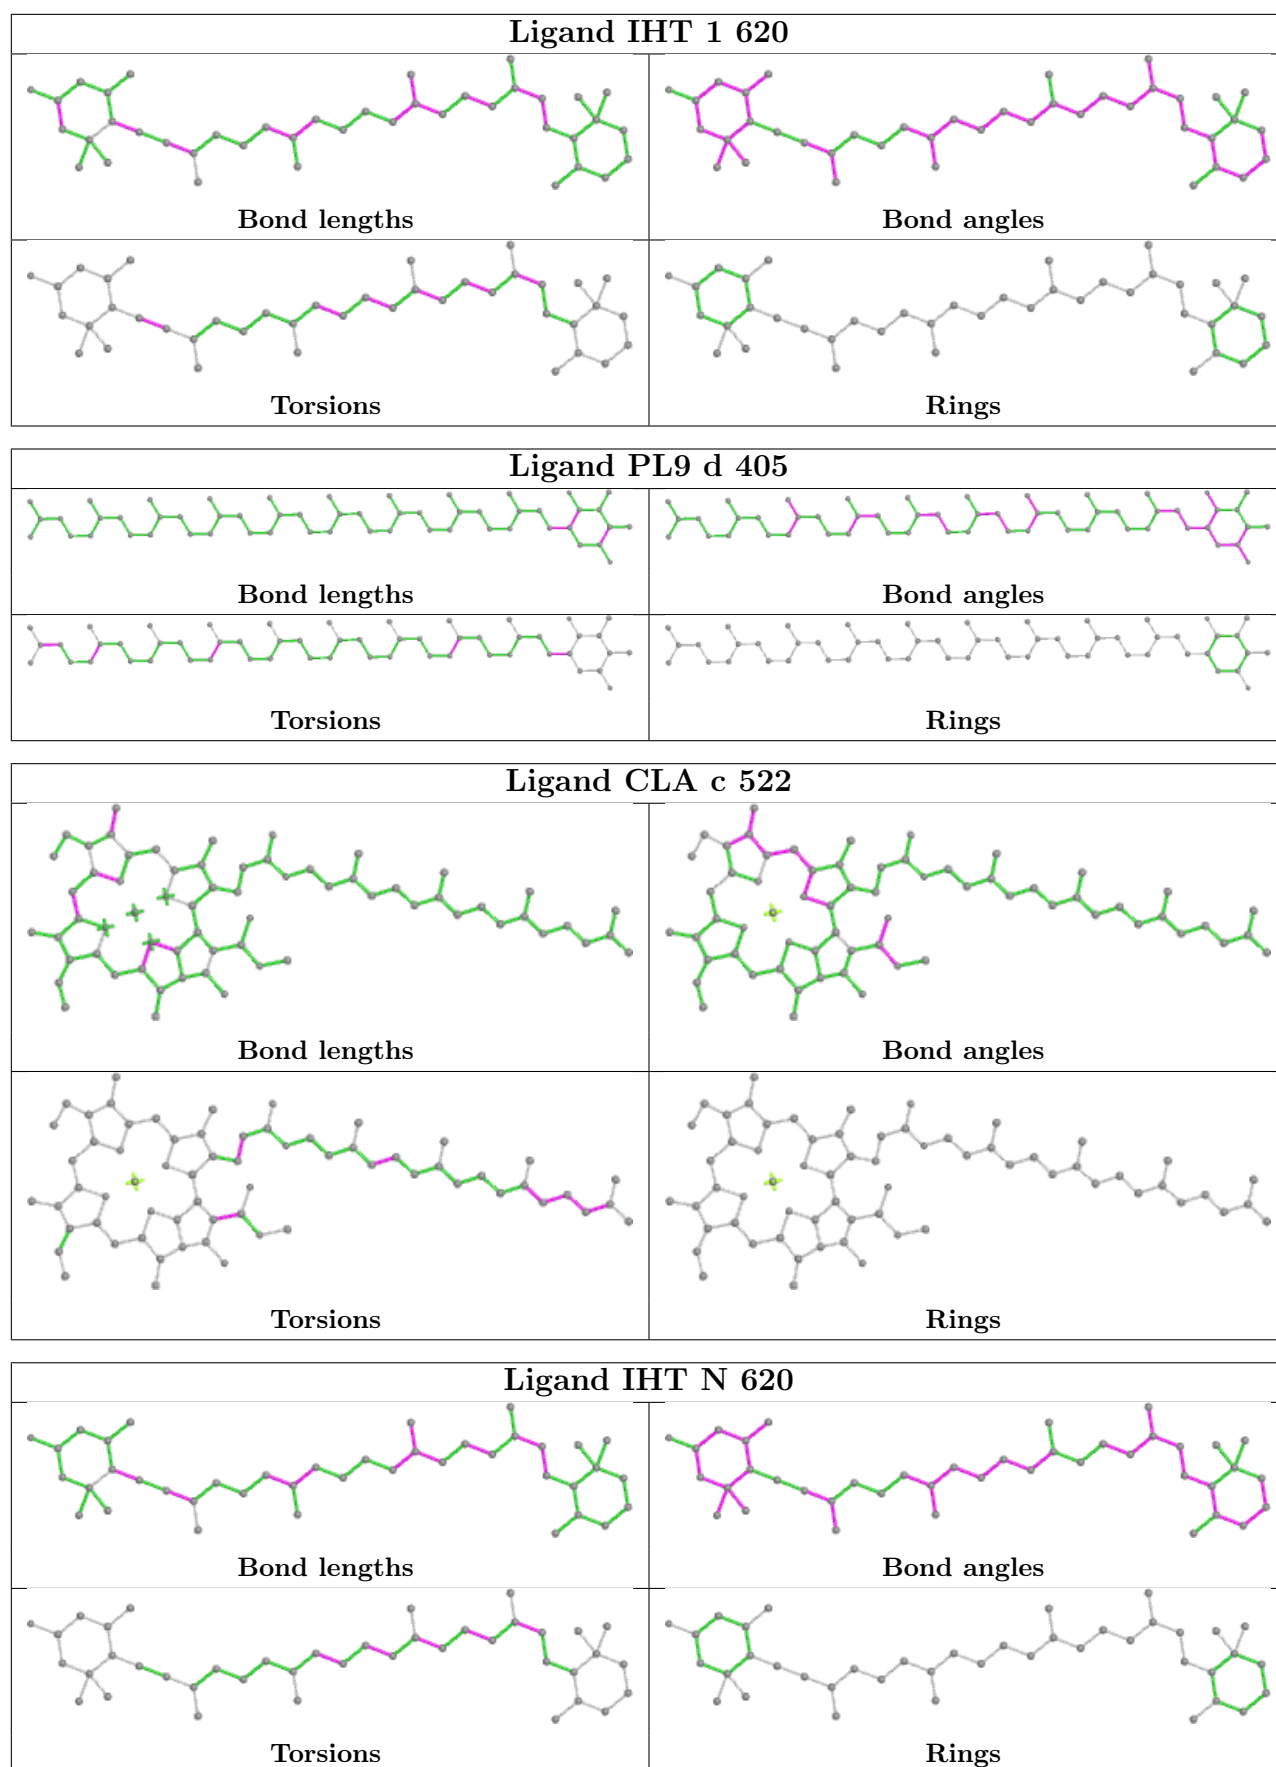 Ligand IHT 1 620
Bond lengths
Bond angles
Torsions
Rings
Ligand PL9 d 405
Bond lengths
Bond angles
Torsions
Rings
Ligand CLA c 522
Bond lengths
Bond angles
Torsions
Rings
Ligand IHT N 620
Bond lengths
Bond angles
Torsions
Rings